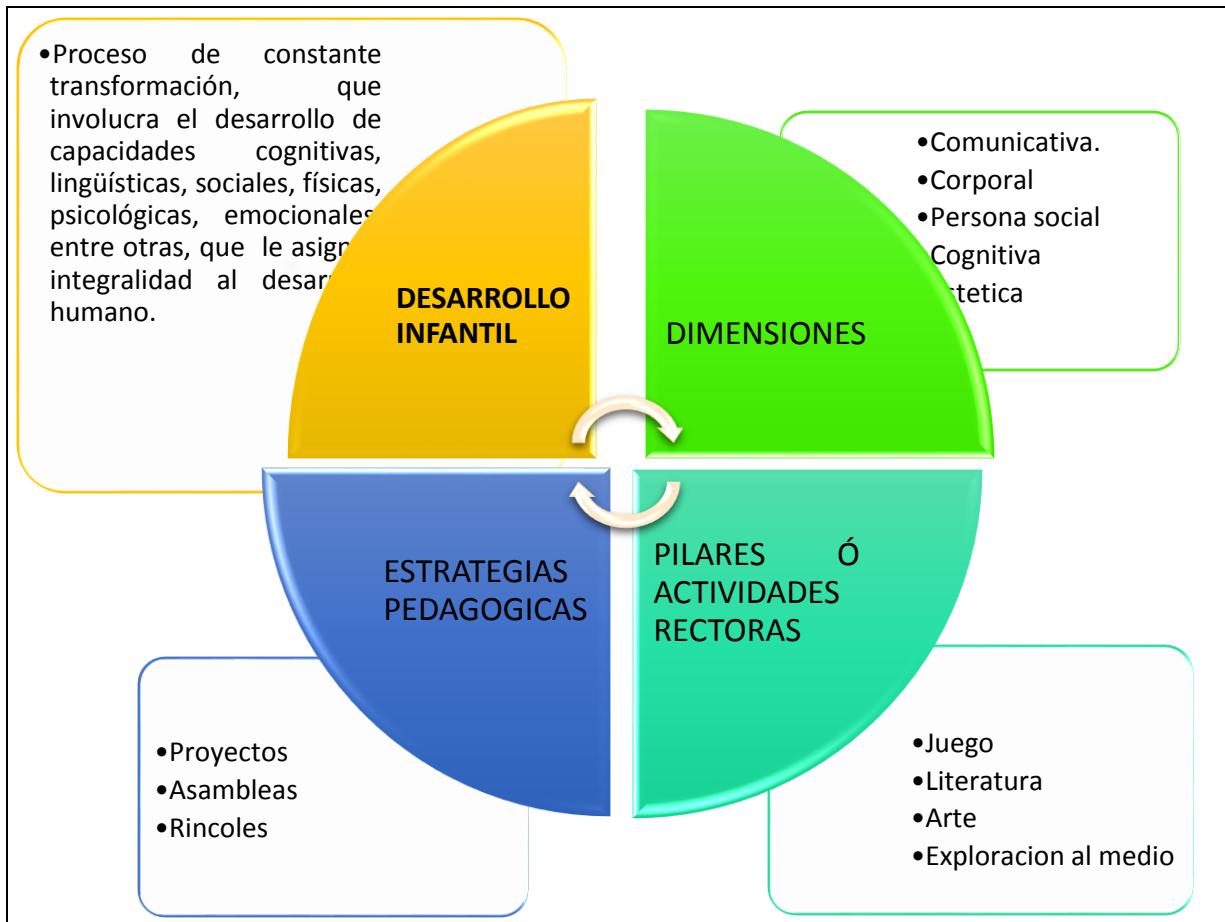 •Proceso de constante
transformación, que
involucra el desarrollo de
capacidades cognitivas,
lingüísticas, sociales, físicas,
psicológicas, emocionales
entre otras, que le asigna
integralidad al
humano.
DESARROLLO
INFANTIL
•Comunicativa.
•Corporal
•Persona social
Cognitiva
stetica
DIMENSIONES
ESTRATEGIAS
PEDAGOGICAS
•Proyectos
•Asambleas
•Rincoles
PILARES Ó
ACTIVIDADES
RECTORAS
•Juego
•Literatura
•Arte
•Exploracion al medio